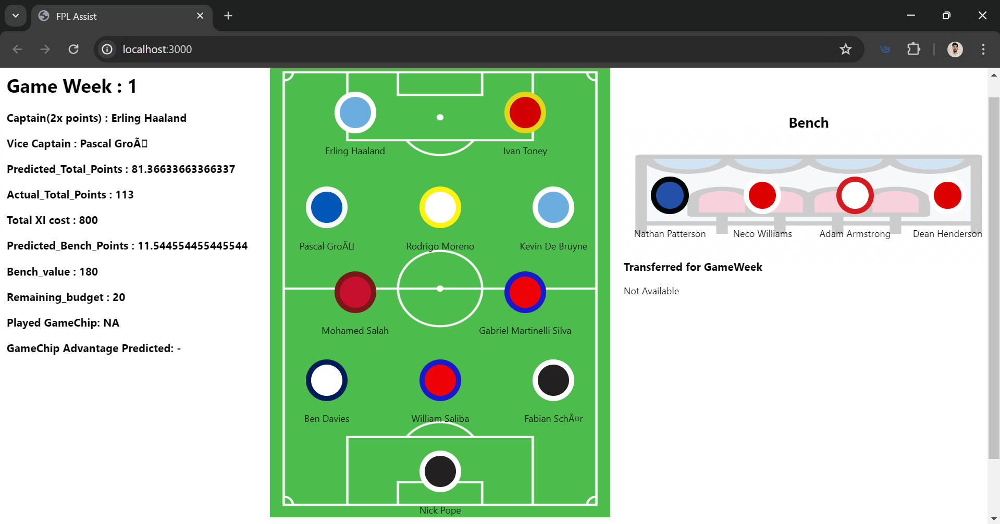 FPL Assist
localhost:3000
Game Week : 1
Captain(2x points) : Erling Haaland
Vice Captain : Pascal GroÃ
Predicted_Total_Points : 81.36633663366337
Actual_Total_Points : 113
Total XI cost : 800
Predicted_Bench_Points : 11.544554455445544
Bench_value : 180
Remaining_budget : 20
Played GameChip: NA
GameChip Advantage Predicted: -
Erling Haaland
Ivan Toney
Pascal GroÃ
Rodrigo Moreno
Kevin De Bruyne
Mohamed Salah
Gabriel Martinelli Silva
Ben Davies
William Saliba
Fabian SchÃ¤r
Nick Pope
Bench
Nathan Patterson
Neco Williams
Adam Armstrong
Dean Henderson
Transferred for GameWeek
Not Available